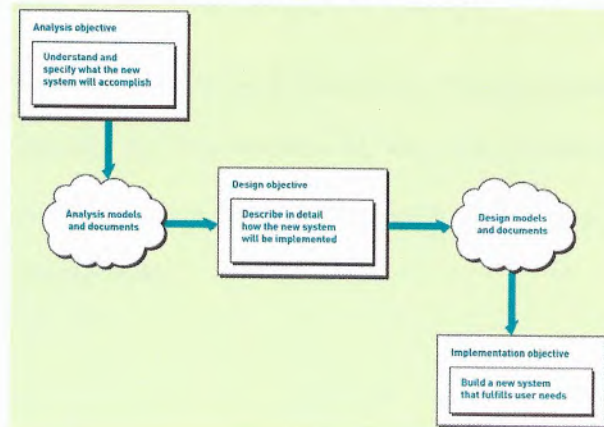 Analysis objective
Understand and
specify what the new
system will accomplish
Analysis models
and documents
Design objective
Describe in detail
how the new system
will be implemented
Design models
and documents
Implementation objective
Build a new system
that fulfills user needs